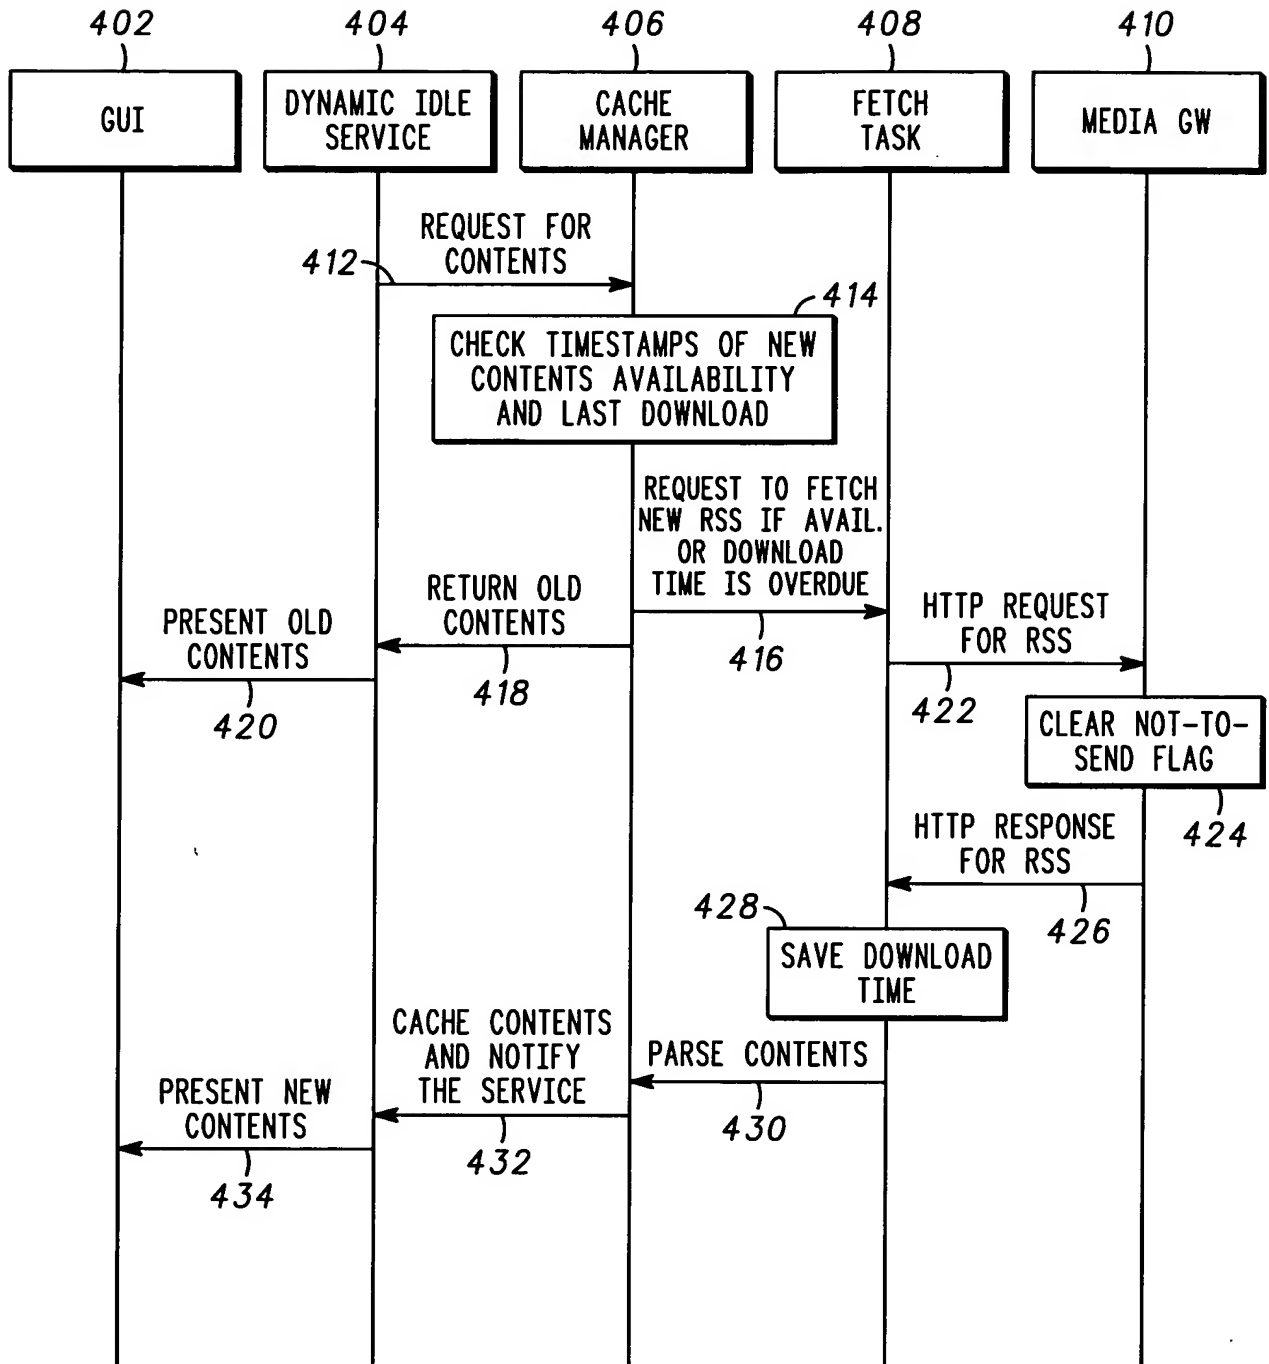 402
404
406
408
410
GUI
DYNAMIC IDLE
SERVICE
CACHE
MANAGER
FETCH
TASK
MEDIA GW
REQUEST FOR
CONTENTS
412
414
CHECK TIMESTAMPS OF NEW
CONTENTS AVAILABILITY
AND LAST DOWNLOAD
REQUEST TO FETCH
NEW RSS IF AVAIL.
OR DOWNLOAD
TIME IS OVERDUE
416
RETURN OLD
CONTENTS
418
PRESENT OLD
CONTENTS
420
HTTP REQUEST
FOR RSS
422
CLEAR NOT-TO-
SEND FLAG
424
HTTP RESPONSE
FOR RSS
426
428
SAVE DOWNLOAD
TIME
PARSE CONTENTS
430
CACHE CONTENTS
AND NOTIFY
THE SERVICE
432
PRESENT NEW
CONTENTS
434